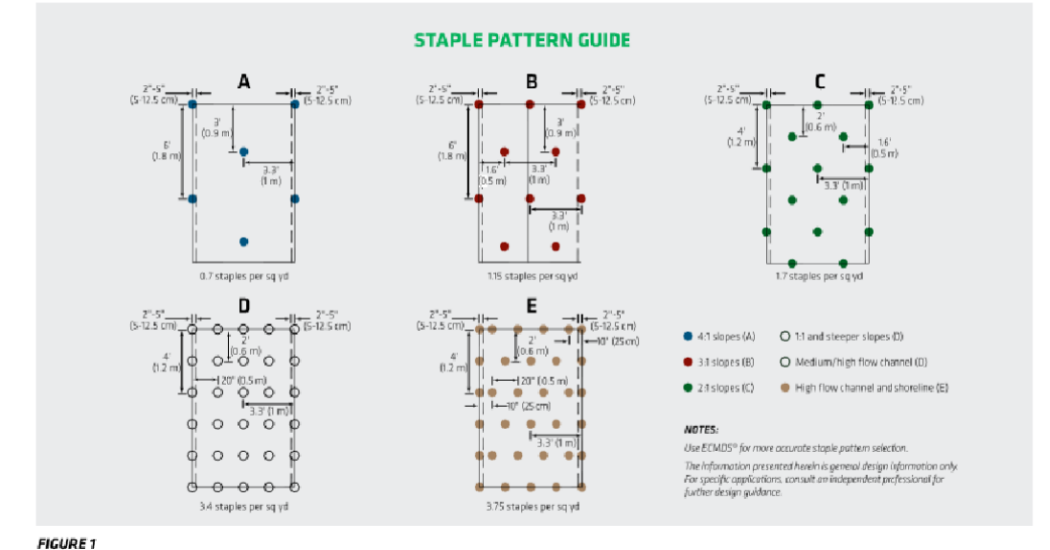 STAPLE PATTERN GUIDE
A
2"-5"
(5-12.5 cm)
2"-5"
(5-12.5 cm)
3'
(0.9 m)
6'
(1.8 m)
3.3'
(1 m)
0.7 staples per sq yd
B
2"-5"
(5-12.5 cm)
2"-5"
(5-12.5 cm)
3'
(0.9 m)
6'
(1.8 m)
1.6'
(0.5 m)
3.3'
(1 m)
3.3'
(1 m)
1.15 staples per sq yd
C
2"-5"
(5-12.5 cm)
2"-5"
(5-12.5 cm)
2'
(0.6 m)
4'
(1.2 m)
1.6'
(0.5 m)
3.3' (1 m)
1.7 staples per sq yd
D
2"-5"
(5-12.5 cm)
2"-5"
(5-12.5 cm)
2'
(0.6 m)
4'
(1.2 m)
20" (0.5 m)
3.3' (1 m)
3.4 staples per sq yd
E
2"-5"
(5-12.5 cm)
2"-5"
(5-12.5 cm)
10" (25 cm)
2'
(0.6 m)
4'
(1.2 m)
20" (0.5 m)
10" (25 cm)
3.3' (1 m)
3.75 staples per sq yd
4:1 slopes (A)
3:1 slopes (B)
2:1 slopes (C)
1:1 and steeper slopes (D)
Medium/high flow channel (D)
High flow channel and shoreline (E)
NOTES:
Use ECMDS® for more accurate staple pattern selection.
The information presented herein is general design information only.
For specific applications, consult an independent professional for
further design guidance.
FIGURE 1